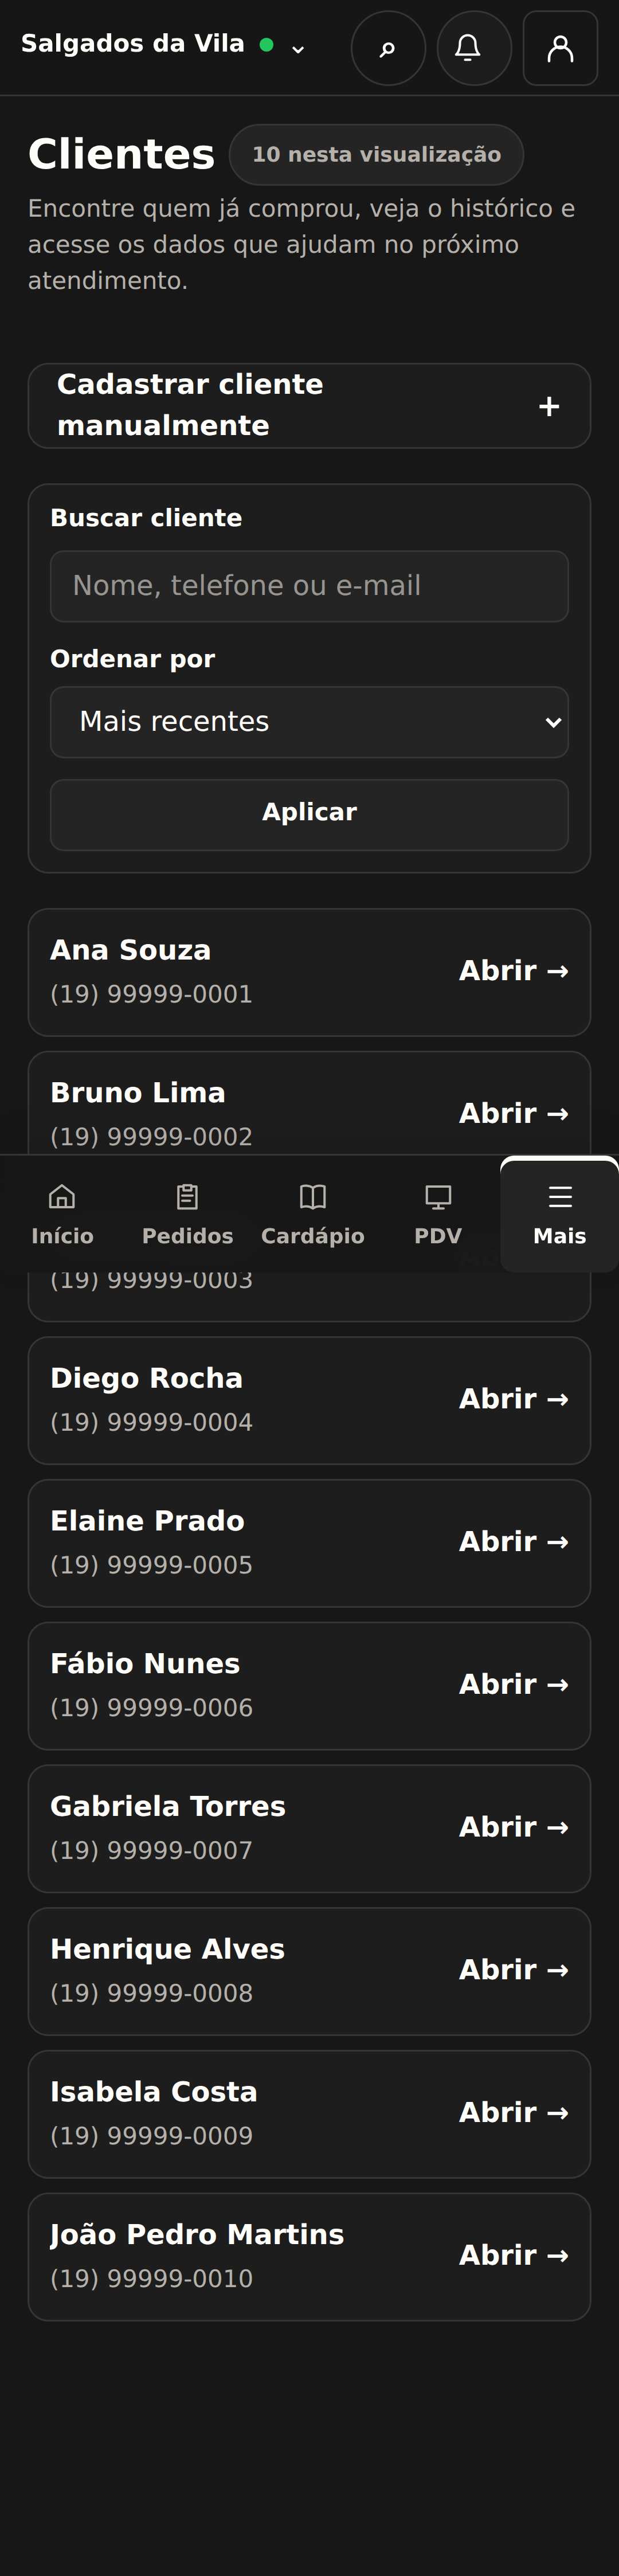 Salgados da Vila
Clientes
10 nesta visualização
Encontre quem já comprou, veja o histórico e
acesse os dados que ajudam no próximo
atendimento.
Cadastrar cliente
manualmente
+
Buscar cliente
Nome, telefone ou e-mail
Ordenar por
Mais recentes
Aplicar
Ana Souza
(19) 99999-0001
Abrir →
Bruno Lima
(19) 99999-0002
Abrir →
Início
Pedidos
Cardápio
PDV
Mais
(19) 99999-0003
Diego Rocha
(19) 99999-0004
Abrir →
Elaine Prado
(19) 99999-0005
Abrir →
Fábio Nunes
(19) 99999-0006
Abrir →
Gabriela Torres
(19) 99999-0007
Abrir →
Henrique Alves
(19) 99999-0008
Abrir →
Isabela Costa
(19) 99999-0009
Abrir →
João Pedro Martins
(19) 99999-0010
Abrir →